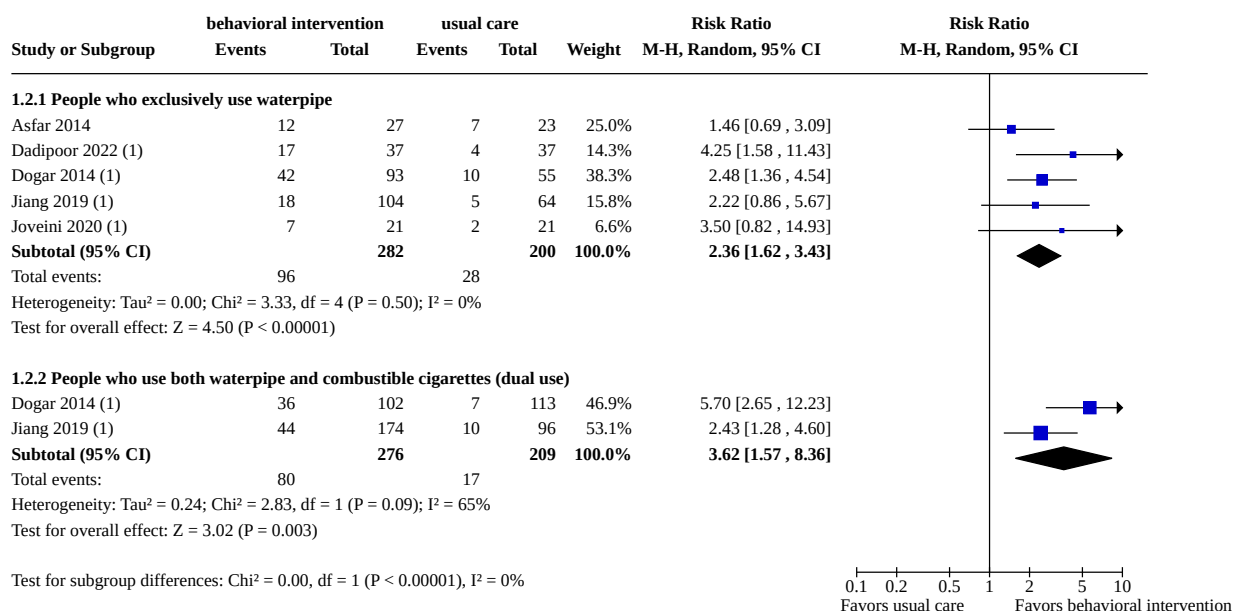 behavioral intervention usual care Risk Ratio Risk Ratio
Study or Subgroup Events Total Events Total Weight M-H, Random, 95% CI M-H, Random, 95% CI
1.2.1 People who exclusively use waterpipe
Asfar 2014 12 27 7 23 25.0% 1.46 [0.69 , 3.09]
Dadipoor 2022 (1) 17 37 4 37 14.3% 4.25 [1.58 , 11.43]
Dogar 2014 (1) 42 93 10 55 38.3% 2.48 [1.36 , 4.54]
Jiang 2019 (1) 18 104 5 64 15.8% 2.22 [0.86 , 5.67]
Joveini 2020 (1) 7 21 2 21 6.6% 3.50 [0.82 , 14.93]
Subtotal (95% CI) 282 200 100.0% 2.36 [1.62 , 3.43]
Total events: 96 28
Heterogeneity: Tau² = 0.00; Chi² = 3.33, df = 4 (P = 0.50); I² = 0%
Test for overall effect: Z = 4.50 (P < 0.00001)
1.2.2 People who use both waterpipe and combustible cigarettes (dual use)
Dogar 2014 (1) 36 102 7 113 46.9% 5.70 [2.65 , 12.23]
Jiang 2019 (1) 44 174 10 96 53.1% 2.43 [1.28 , 4.60]
Subtotal (95% CI) 276 209 100.0% 3.62 [1.57 , 8.36]
Total events: 80 17
Heterogeneity: Tau² = 0.24; Chi² = 2.83, df = 1 (P = 0.09); I² = 65%
Test for overall effect: Z = 3.02 (P = 0.003)
Test for subgroup differences: Chi² = 0.00, df = 1 (P < 0.00001), I² = 0%
0.1 0.2 0.5 1 2 5 10
Favors usual care Favors behavioral intervention